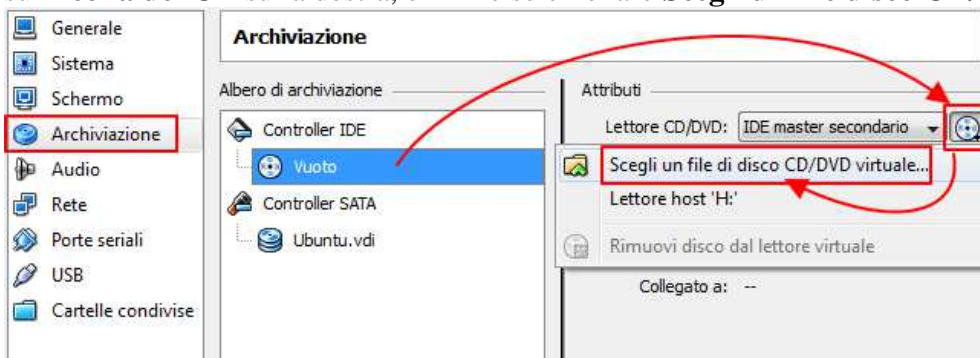 Generale
Sistema
Schermo
Archiviazione
Audio
Rete
Porte seriali
USB
Cartelle condivise
Archiviazione
Albero di archiviazione
Controller IDE
Vuoto
Controller SATA
Ubuntu.vdi
Attributi
Lettore CD/DVD: IDE master secondario
Scegli un file di disco CD/DVD virtuale...
Lettore host 'H:'
Rimuovi disco dal lettore virtuale
Collegato a: --